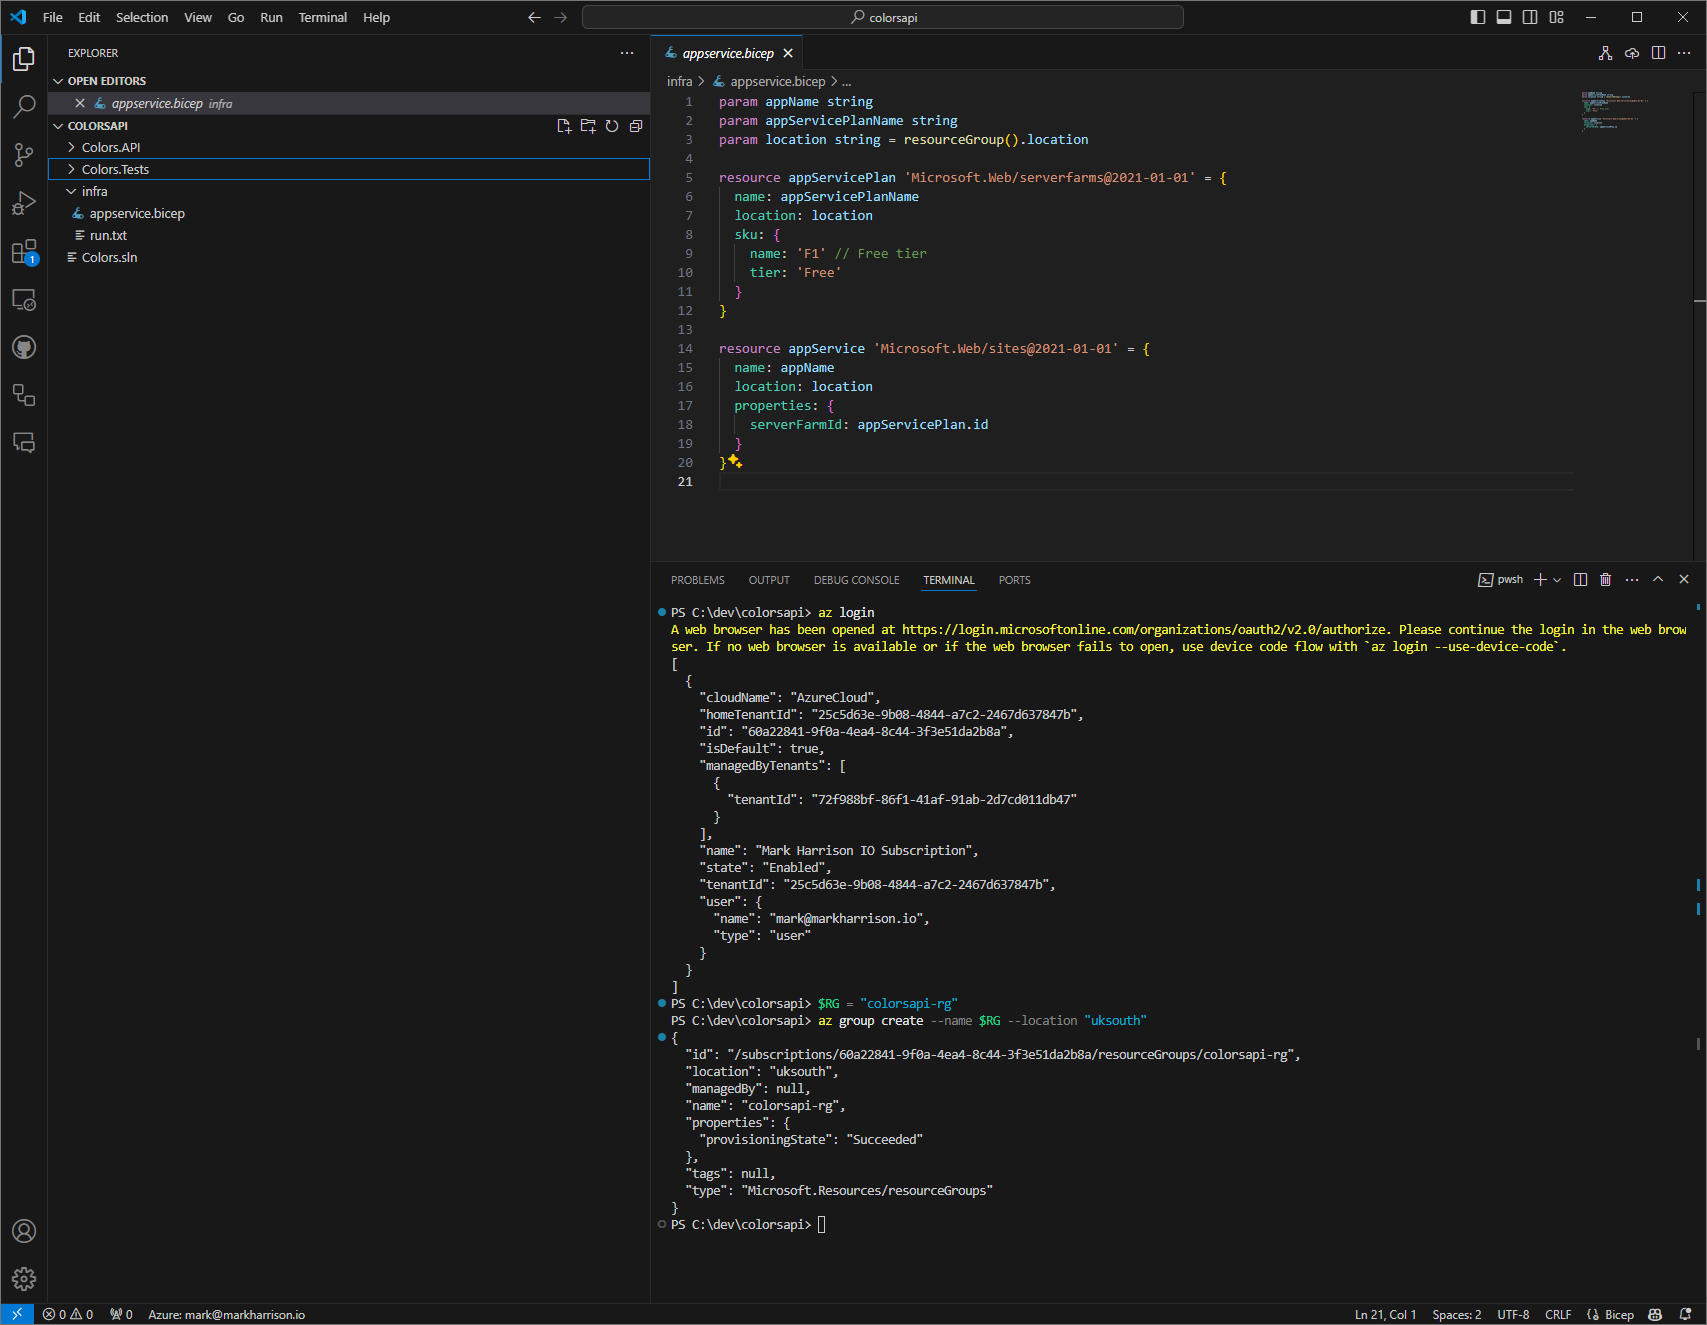 File Edit Selection View Go Run Terminal Help
colorsapi
EXPLORER
OPEN EDITORS
appservice.bicep infra
COLORSAPI
Colors.API
Colors.Tests
infra
appservice.bicep
run.txt
Colors.sln
1
appservice.bicep
infra > appservice.bicep > ...
1 param appName string
2 param appServicePlanName string
3 param location string = resourceGroup().location
4
5 resource appServicePlan 'Microsoft.Web/serverfarms@2021-01-01' = {
6   name: appServicePlanName
7   location: location
8   sku: {
9     name: 'F1' // Free tier
10     tier: 'Free'
11   }
12 }
13
14 resource appService 'Microsoft.Web/sites@2021-01-01' = {
15   name: appName
16   location: location
17   properties: {
18     serverFarmId: appServicePlan.id
19   }
20 }
21
PROBLEMS OUTPUT DEBUG CONSOLE TERMINAL PORTS
pwsh
PS C:\dev\colorsapi> az login
A web browser has been opened at https://login.microsoftonline.com/organizations/oauth2/v2.0/authorize. Please continue the login in the web brow
ser. If no web browser is available or if the web browser fails to open, use device code flow with `az login --use-device-code`.
[
  {
    "cloudName": "AzureCloud",
    "homeTenantId": "25c5d63e-9b08-4844-a7c2-2467d637847b",
    "id": "60a22841-9f0a-4ea4-8c44-3f3e51da2b8a",
    "isDefault": true,
    "managedByTenants": [
      {
        "tenantId": "72f988bf-86f1-41af-91ab-2d7cd011db47"
      }
    ],
    "name": "Mark Harrison IO Subscription",
    "state": "Enabled",
    "tenantId": "25c5d63e-9b08-4844-a7c2-2467d637847b",
    "user": {
      "name": "mark@markharrison.io",
      "type": "user"
    }
  }
]
PS C:\dev\colorsapi> $RG = "colorsapi-rg"
PS C:\dev\colorsapi> az group create --name $RG --location "uksouth"
{
  "id": "/subscriptions/60a22841-9f0a-4ea4-8c44-3f3e51da2b8a/resourceGroups/colorsapi-rg",
  "location": "uksouth",
  "managedBy": null,
  "name": "colorsapi-rg",
  "properties": {
    "provisioningState": "Succeeded"
  },
  "tags": null,
  "type": "Microsoft.Resources/resourceGroups"
}
PS C:\dev\colorsapi>
0 0 0 Azure: mark@markharrison.io Ln 21, Col 1 Spaces: 2 UTF-8 CRLF Bicep